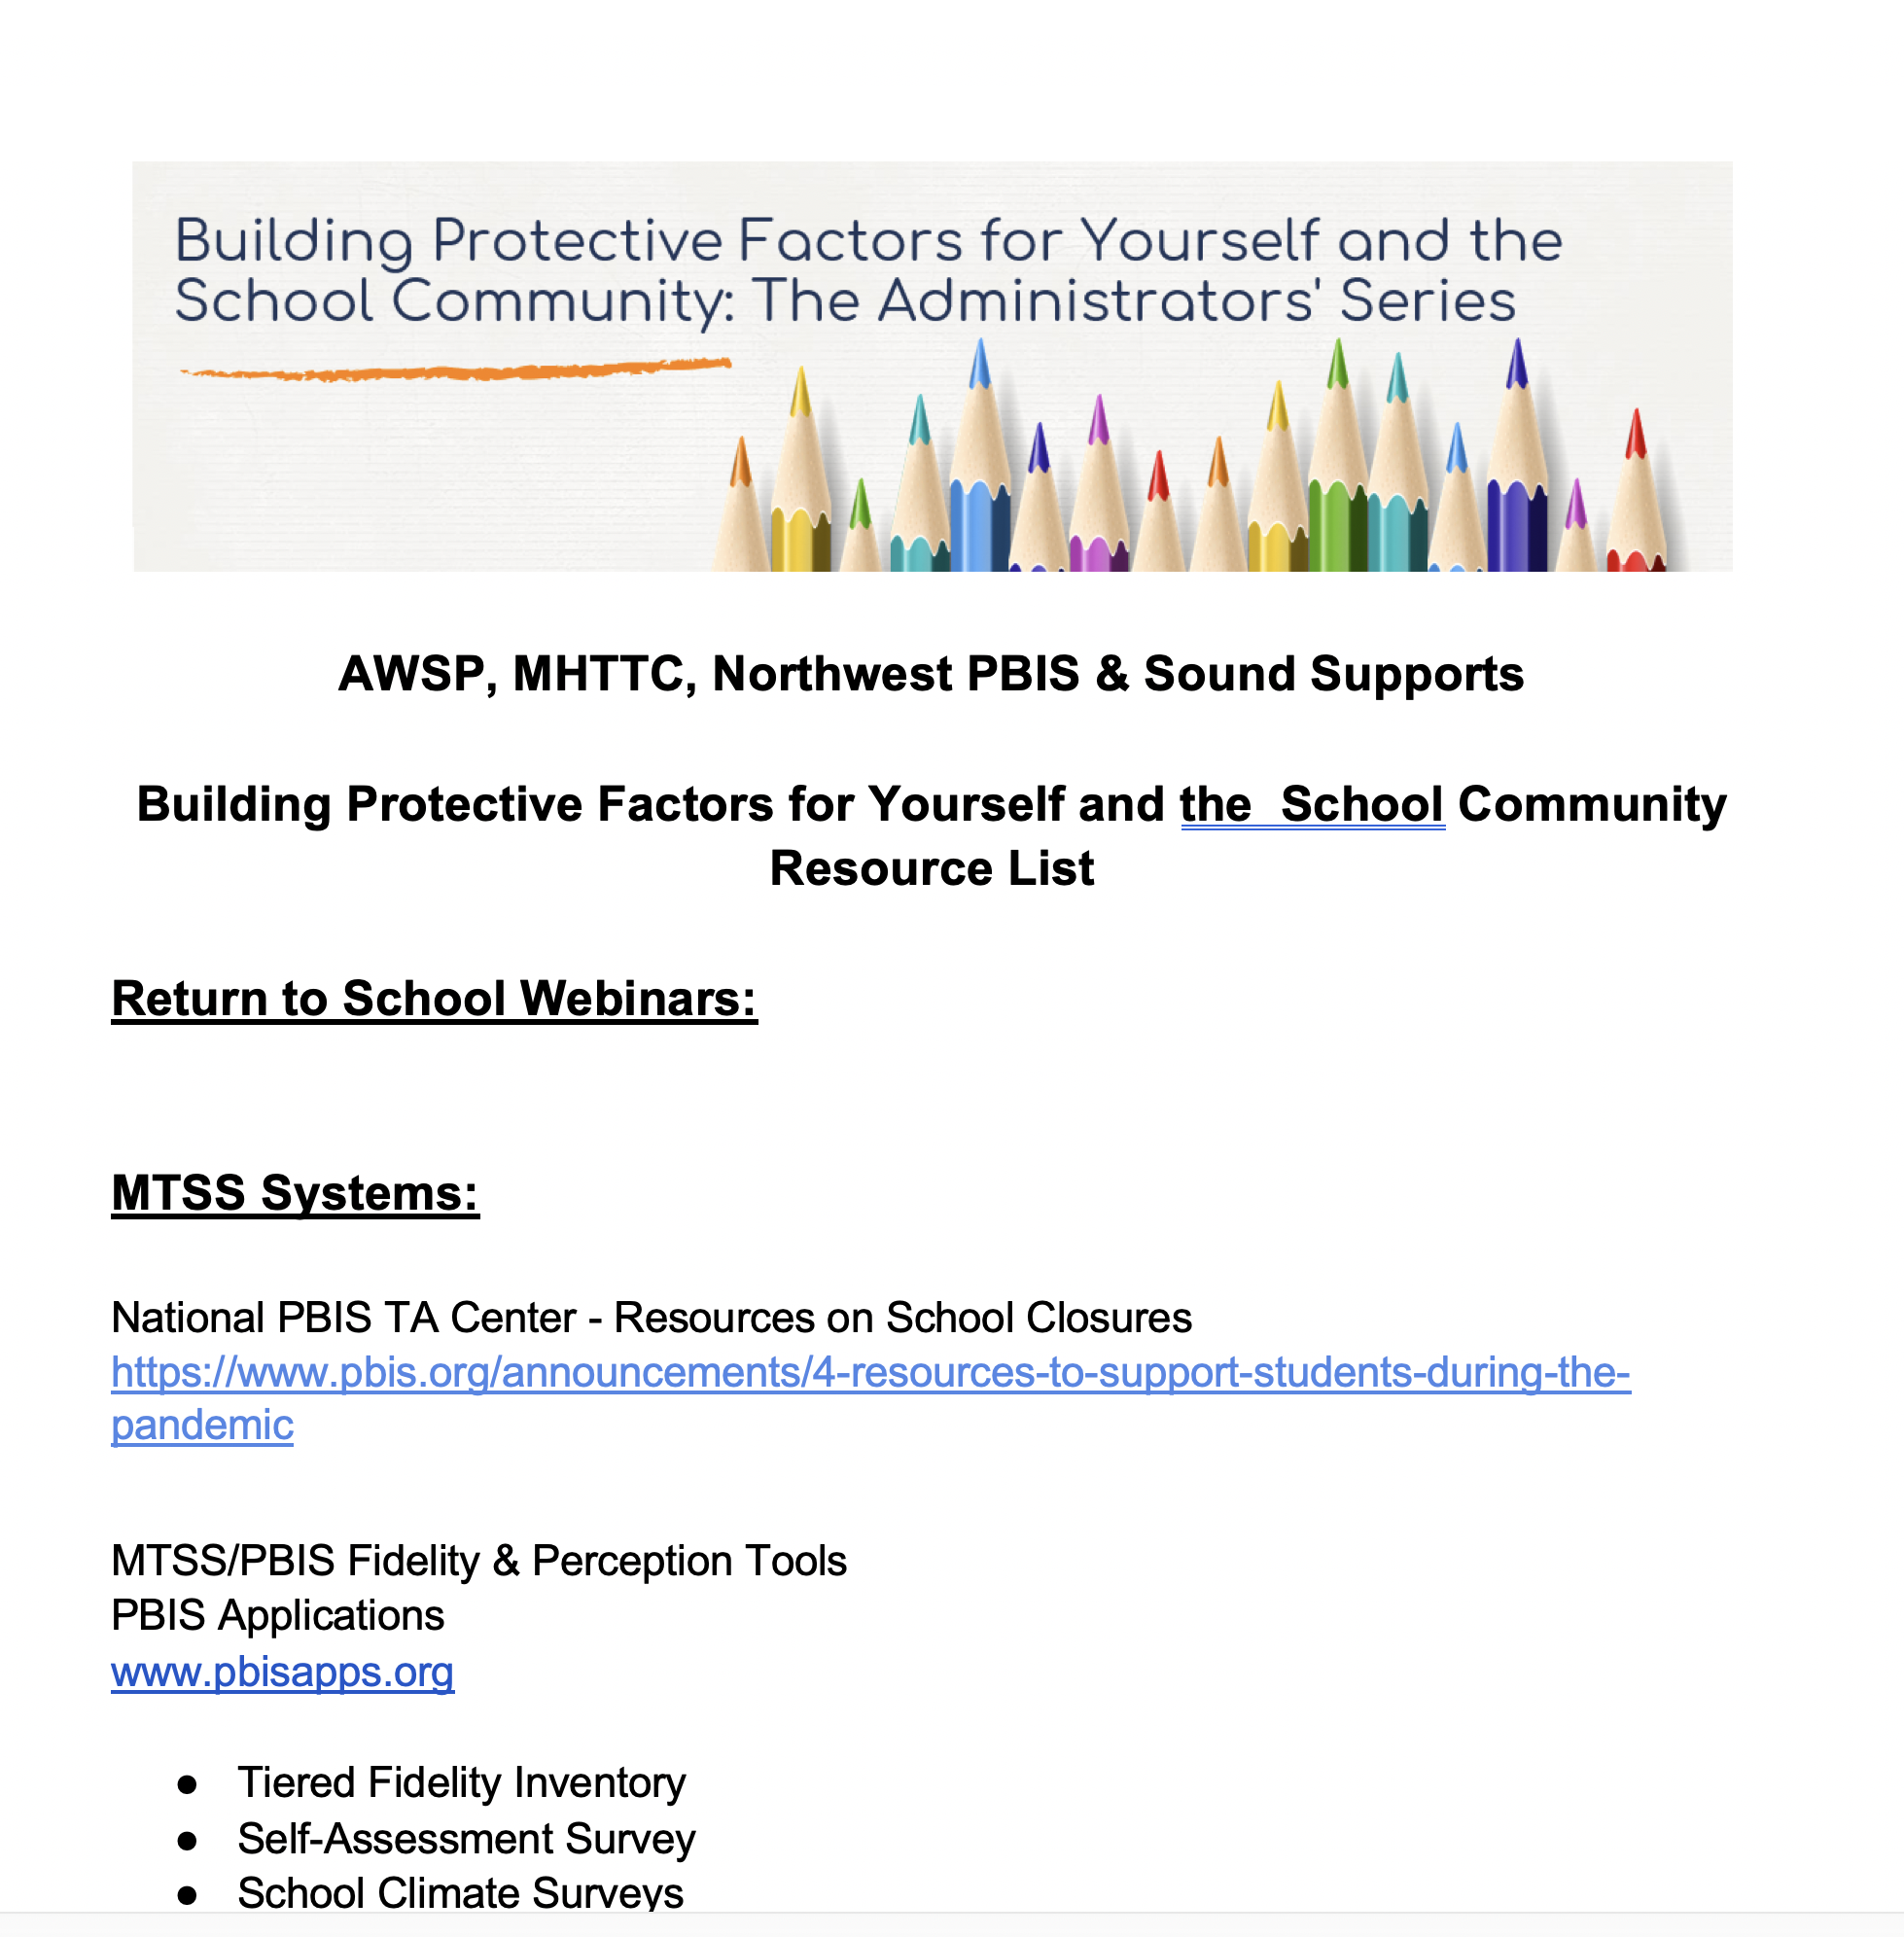 Building Protective Factors for Yourself and the
School Community: The Administrators' Series
AWSP, MHTTC, Northwest PBIS & Sound Supports
Building Protective Factors for Yourself and the  School Community
Resource List
Return to School Webinars:
MTSS Systems:
National PBIS TA Center - Resources on School Closures
https://www.pbis.org/announcements/4-resources-to-support-students-during-the-
pandemic
MTSS/PBIS Fidelity & Perception Tools
PBIS Applications
www.pbisapps.org
● Tiered Fidelity Inventory
● Self-Assessment Survey
● School Climate Surveys